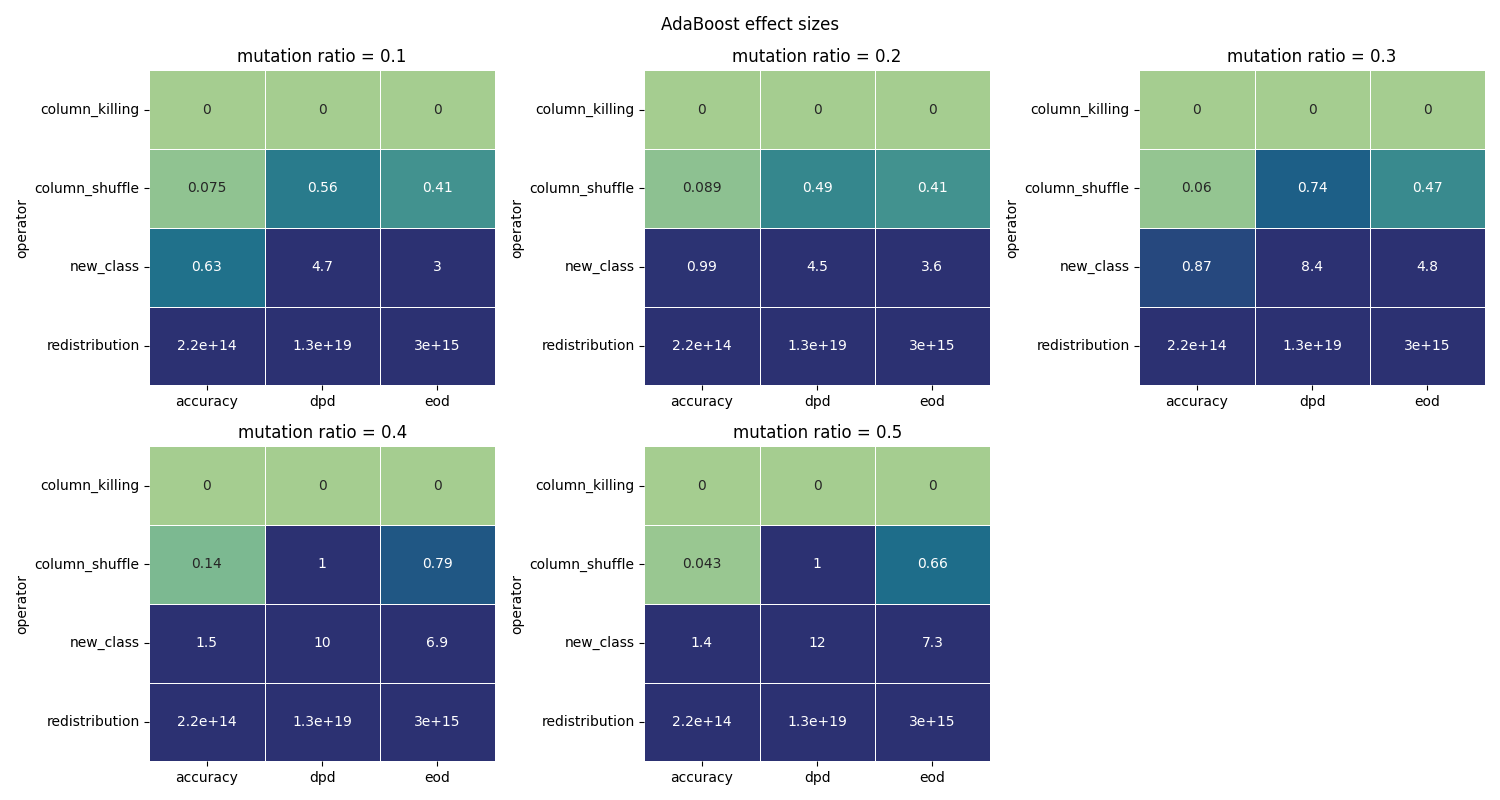 AdaBoost effect sizes
mutation ratio = 0.1
operator
column_killing 0 0 0
column_shuffle 0.075 0.56 0.41
new_class 0.63 4.7 3
redistribution 2.2e+14 1.3e+19 3e+15
accuracy dpd eod
mutation ratio = 0.2
operator
column_killing 0 0 0
column_shuffle 0.089 0.49 0.41
new_class 0.99 4.5 3.6
redistribution 2.2e+14 1.3e+19 3e+15
accuracy dpd eod
mutation ratio = 0.3
operator
column_killing 0 0 0
column_shuffle 0.06 0.74 0.47
new_class 0.87 8.4 4.8
redistribution 2.2e+14 1.3e+19 3e+15
accuracy dpd eod
mutation ratio = 0.4
operator
column_killing 0 0 0
column_shuffle 0.14 1 0.79
new_class 1.5 10 6.9
redistribution 2.2e+14 1.3e+19 3e+15
accuracy dpd eod
mutation ratio = 0.5
operator
column_killing 0 0 0
column_shuffle 0.043 1 0.66
new_class 1.4 12 7.3
redistribution 2.2e+14 1.3e+19 3e+15
accuracy dpd eod